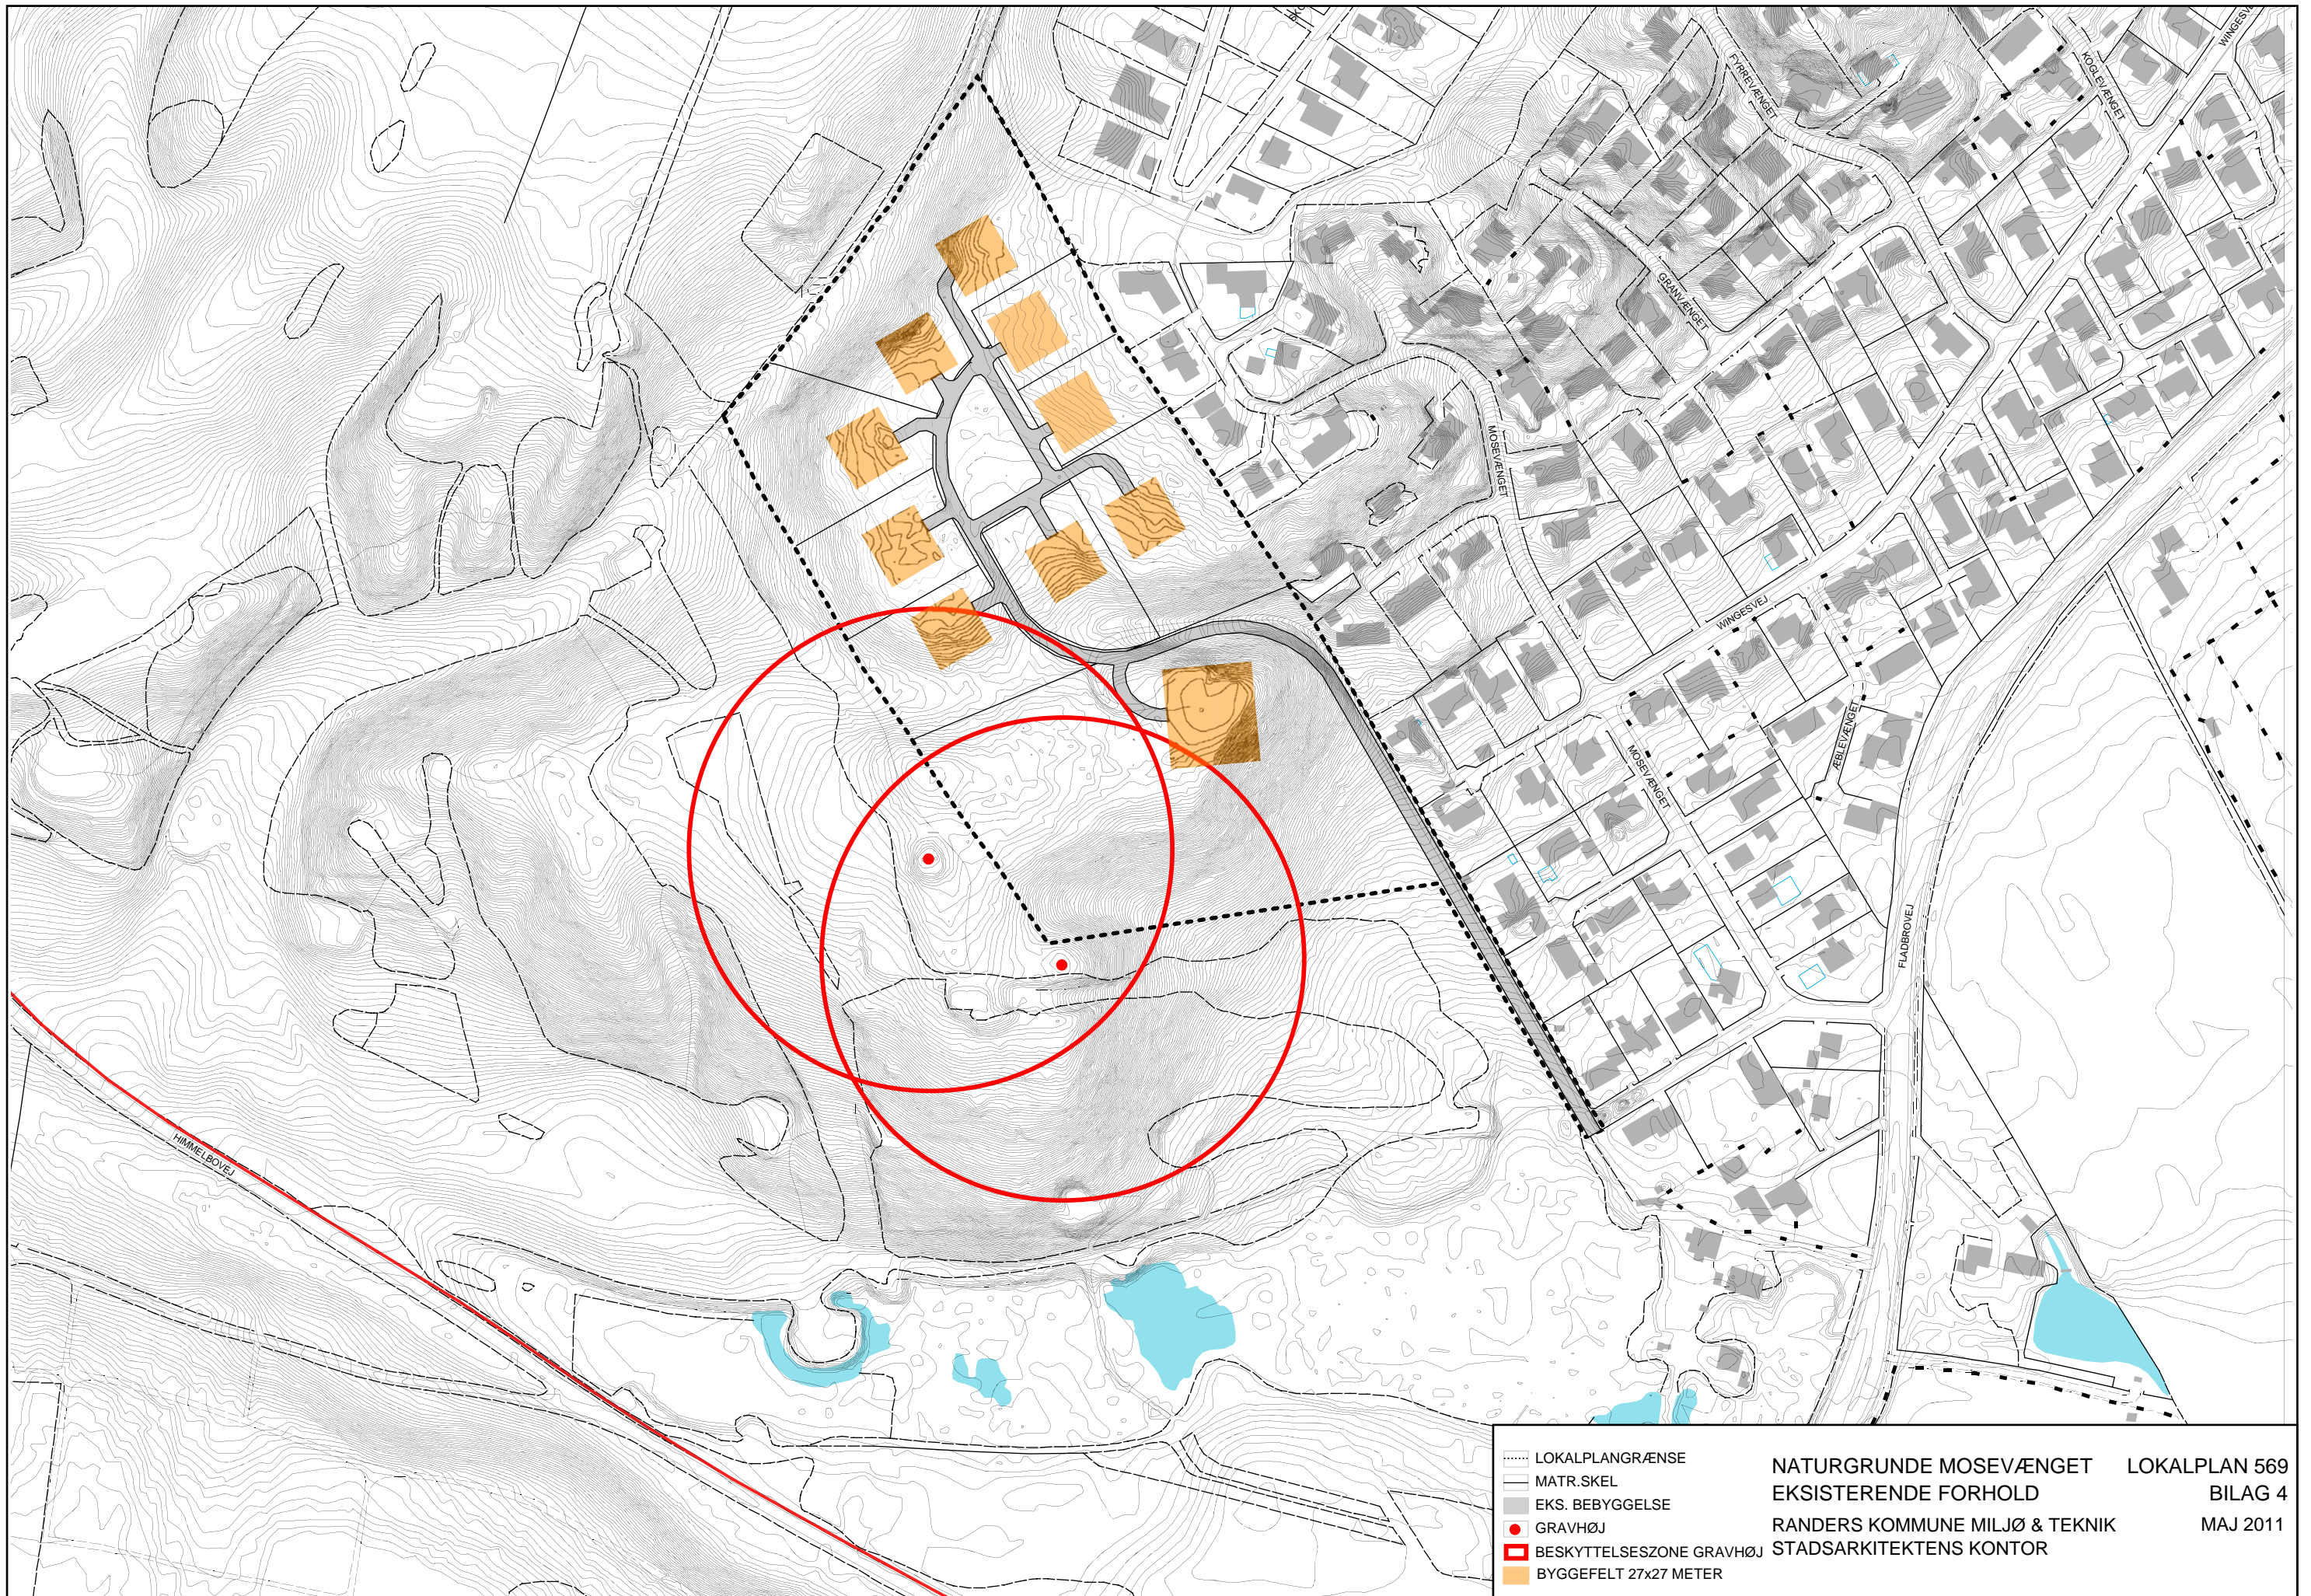 WINGESVEJ
FYRREVÆNGET
KOGLEVÆNGET
GRANVÆNGET
MOSEVÆNGET
WINGESVEJ
ÆBLEVÆNGET
MOSEVÆNGET
FLADBROVEJ
HIMMELBOVEJ
LOKALPLANGRÆNSE
MATR.SKEL
EKS. BEBYGGELSE
GRAVHØJ
BESKYTTELSESZONE GRAVHØJ
BYGGEFELT 27x27 METER
NATURGRUNDE MOSEVÆNGET LOKALPLAN 569
EKSISTERENDE FORHOLD BILAG 4
RANDERS KOMMUNE MILJØ & TEKNIK MAJ 2011
STADSARKITEKTENS KONTOR